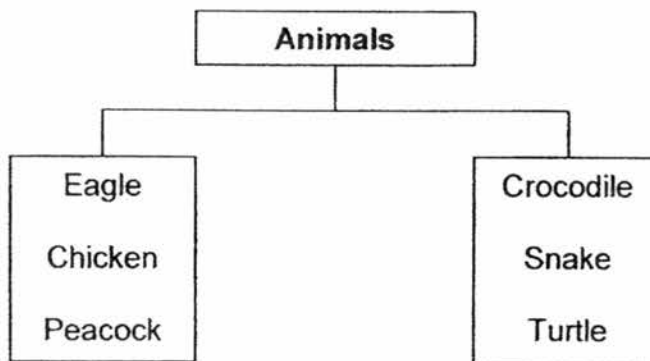 Animals
Eagle
Chicken
Peacock
Crocodile
Snake
Turtle